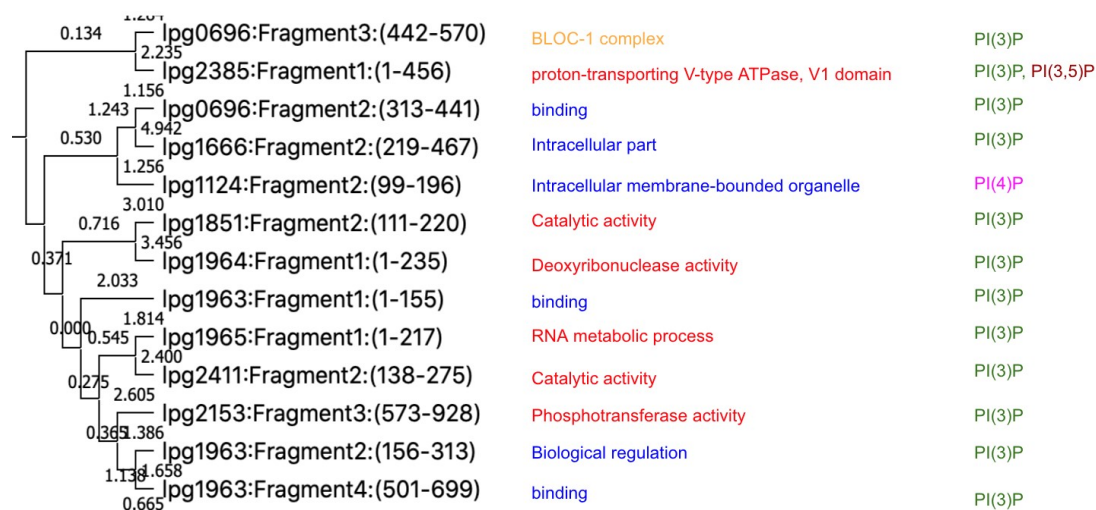 1.264
0.134 lpg0696:Fragment3:(442-570) BLOC-1 complex PI(3)P
2.235
lpg2385:Fragment1:(1-456) proton-transporting V-type ATPase, V1 domain PI(3)P, PI(3,5)P
1.156
1.243 lpg0696:Fragment2:(313-441) binding PI(3)P
4.942
0.530 lpg1666:Fragment2:(219-467) Intracellular part PI(3)P
1.256
lpg1124:Fragment2:(99-196) Intracellular membrane-bounded organelle PI(4)P
3.010
0.716 lpg1851:Fragment2:(111-220) Catalytic activity PI(3)P
3.456
0.371 lpg1964:Fragment1:(1-235) Deoxyribonuclease activity PI(3)P
2.033
lpg1963:Fragment1:(1-155) binding PI(3)P
1.814
0.000 0.545 lpg1965:Fragment1:(1-217) RNA metabolic process PI(3)P
2.400
0.275 lpg2411:Fragment2:(138-275) Catalytic activity PI(3)P
2.605
lpg2153:Fragment3:(573-928) Phosphotransferase activity PI(3)P
0.365 1.386
lpg1963:Fragment2:(156-313) Biological regulation PI(3)P
1.138 1.658
lpg1963:Fragment4:(501-699) binding PI(3)P
0.665